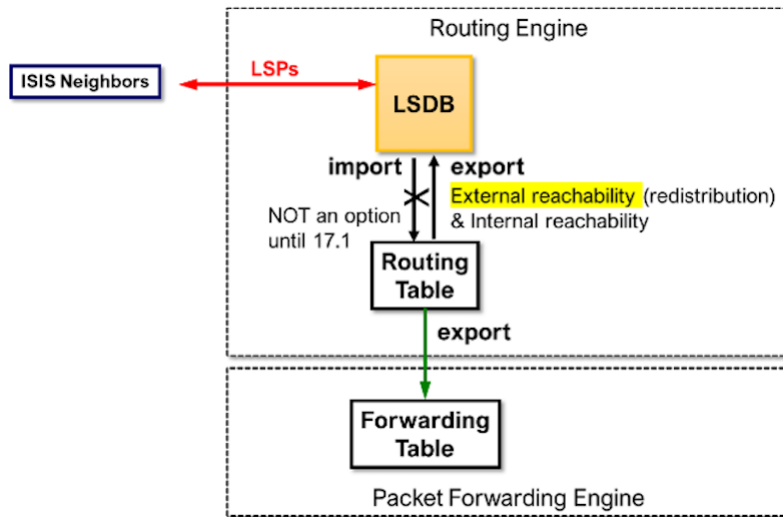 Routing Engine
ISIS Neighbors
LSPs
LSDB
import
export
External reachability (redistribution)
& Internal reachability
NOT an option
until 17.1
Routing
Table
export
Forwarding
Table
Packet Forwarding Engine